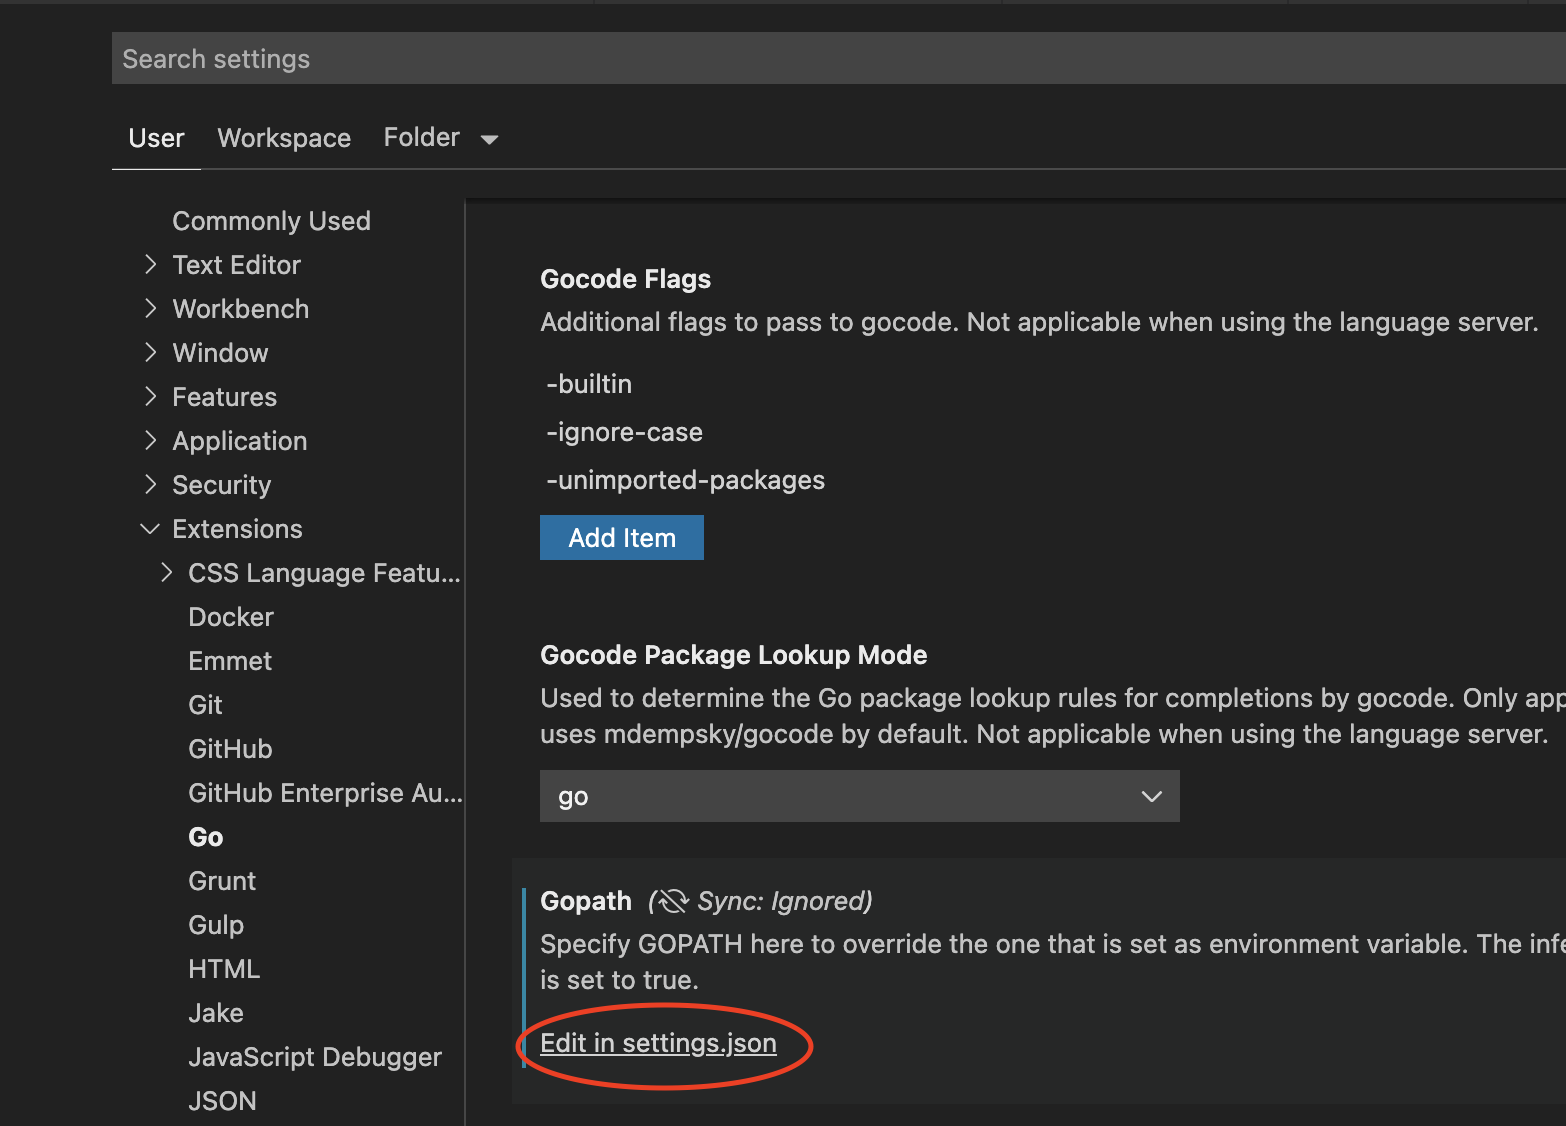 Search settings
User
Workspace
Folder
Commonly Used
Text Editor
Workbench
Window
Features
Application
Security
Extensions
CSS Language Featu...
Docker
Emmet
Git
GitHub
GitHub Enterprise Au...
Go
Grunt
Gulp
HTML
Jake
JavaScript Debugger
JSON
Gocode Flags
Additional flags to pass to gocode. Not applicable when using the language server.
-builtin
-ignore-case
-unimported-packages
Add Item
Gocode Package Lookup Mode
Used to determine the Go package lookup rules for completions by gocode. Only app
uses mdempsky/gocode by default. Not applicable when using the language server.
go
Gopath (Sync: Ignored)
Specify GOPATH here to override the one that is set as environment variable. The infe
is set to true.
Edit in settings.json